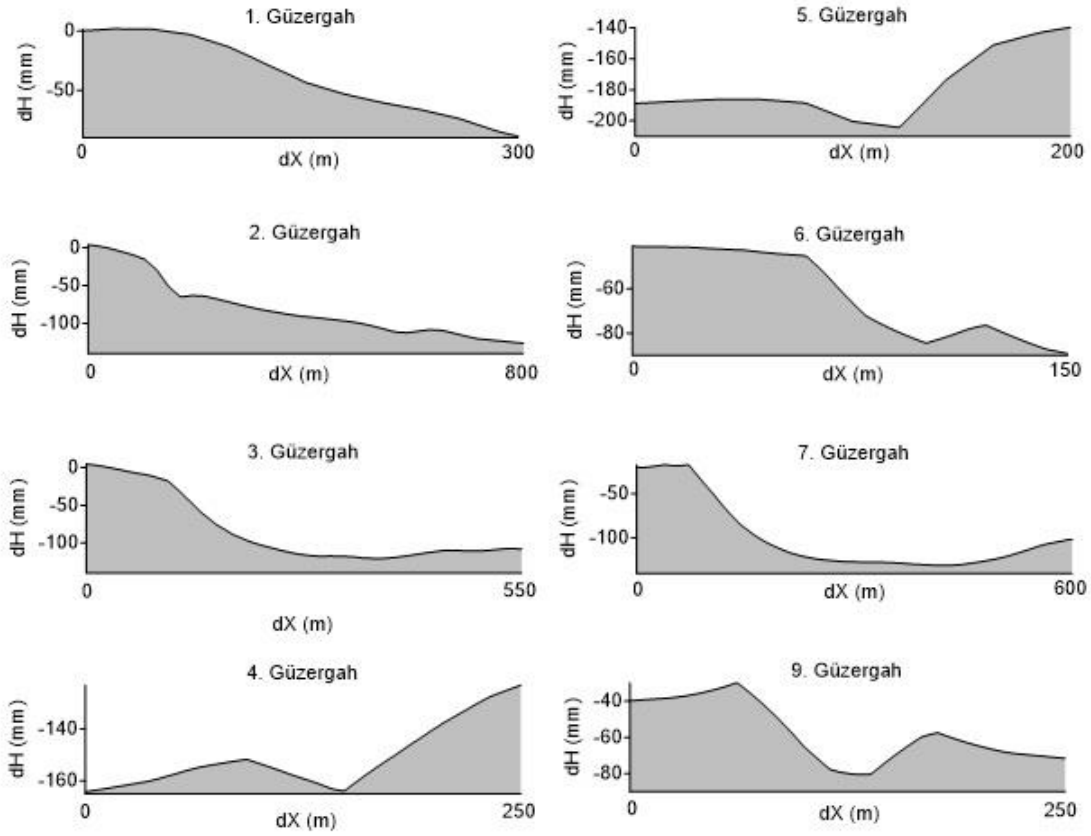 1. Güzergah
0
-50
dH (mm)
0
300
dX (m)
2. Güzergah
0
-50
-100
dH (mm)
0
800
dX (m)
3. Güzergah
0
-50
-100
dH (mm)
0
550
dX (m)
4. Güzergah
-140
-160
dH (mm)
0
250
dX (m)
5. Güzergah
-140
-160
-180
-200
dH (mm)
0
200
dX (m)
6. Güzergah
-60
-80
dH (mm)
0
150
dX (m)
7. Güzergah
-50
-100
dH (mm)
0
600
dX (m)
9. Güzergah
-40
-60
-80
dH (mm)
0
250
dX (m)